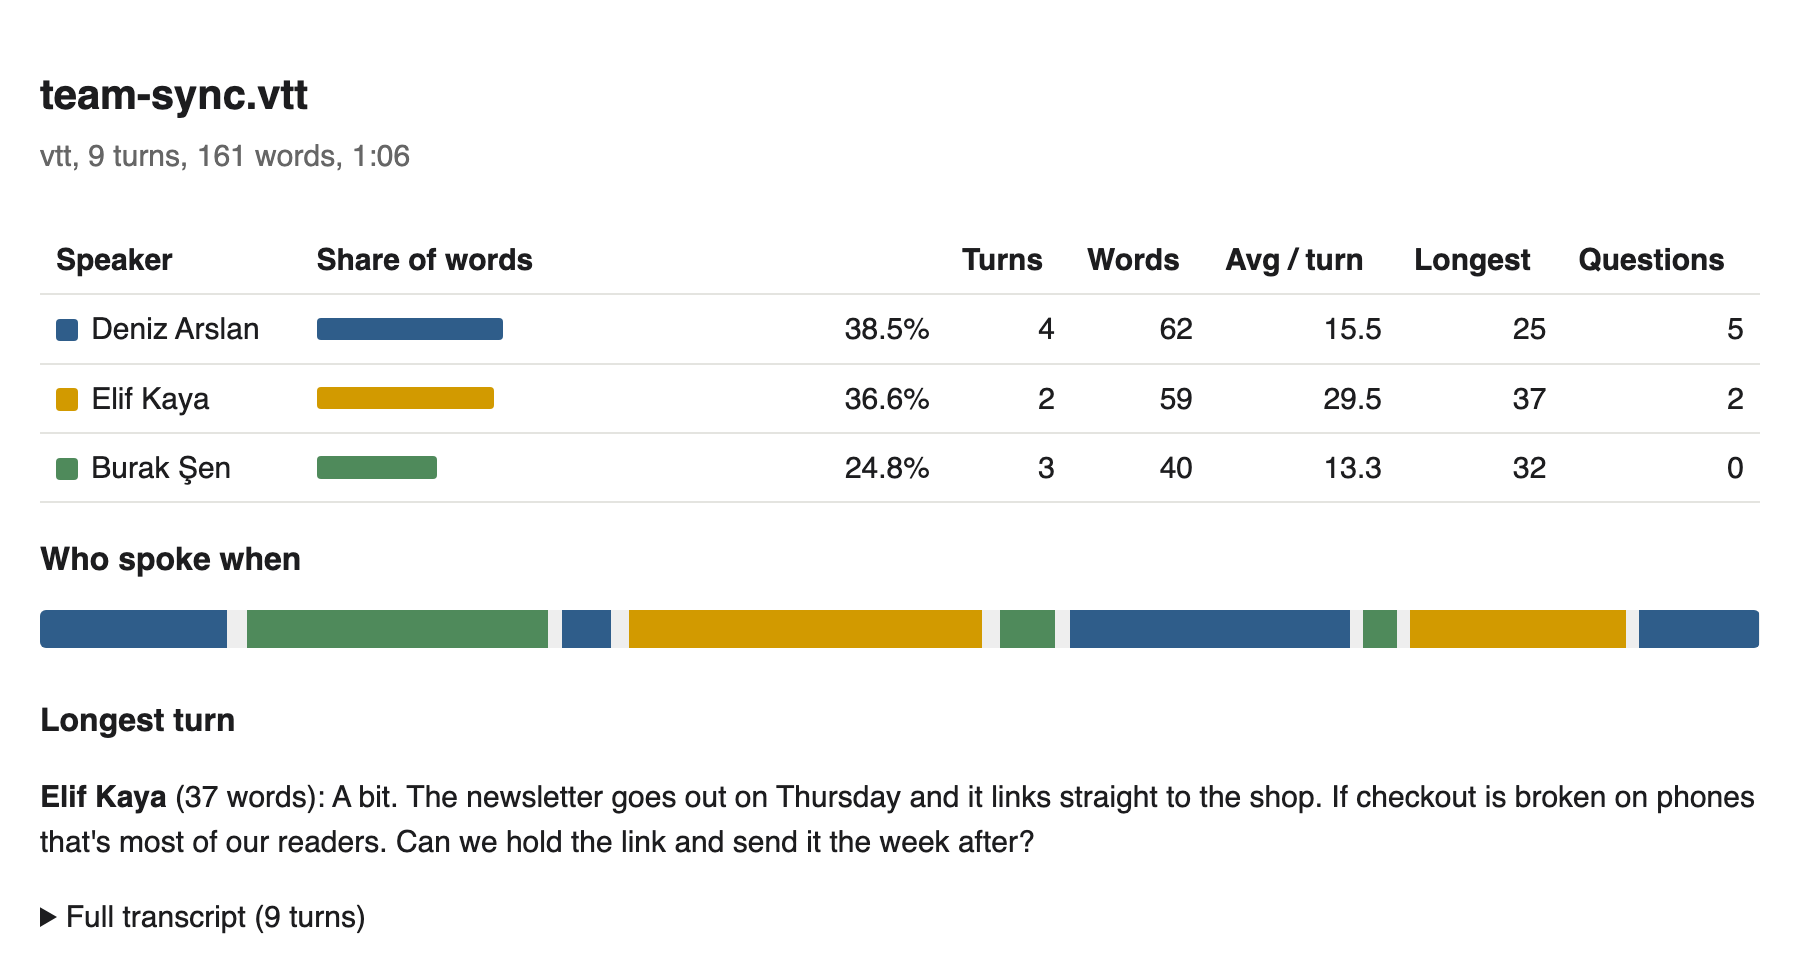 team-sync.vtt
vtt, 9 turns, 161 words, 1:06
Speaker Share of words Turns Words Avg / turn Longest Questions
Deniz Arslan 38.5% 4 62 15.5 25 5
Elif Kaya 36.6% 2 59 29.5 37 2
Burak Şen 24.8% 3 40 13.3 32 0
Who spoke when
Longest turn
Elif Kaya (37 words): A bit. The newsletter goes out on Thursday and it links straight to the shop. If checkout is broken on phones
that's most of our readers. Can we hold the link and send it the week after?
▶ Full transcript (9 turns)